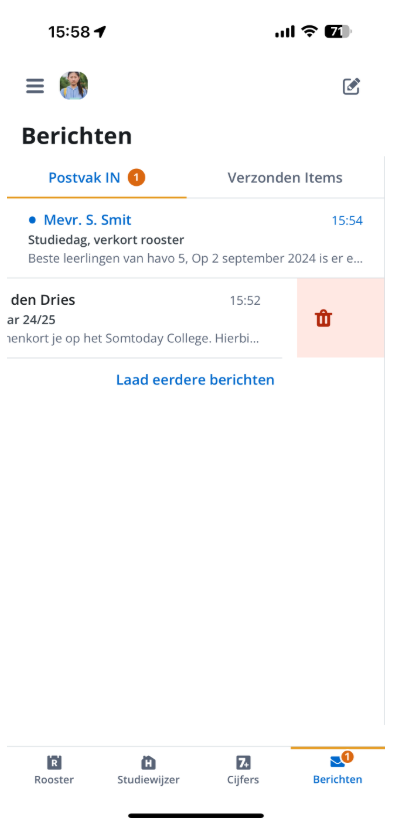 15:58
71
Berichten
Postvak IN 1
Verzonden Items
Mevr. S. Smit 15:54
Studiedag, verkort rooster
Beste leerlingen van havo 5, Op 2 september 2024 is er e...
den Dries 15:52
ar 24/25
nenkort je op het Somtoday College. Hierbi...
Laad eerdere berichten
R
H
7.
1
Rooster
Studiewijzer
Cijfers
Berichten